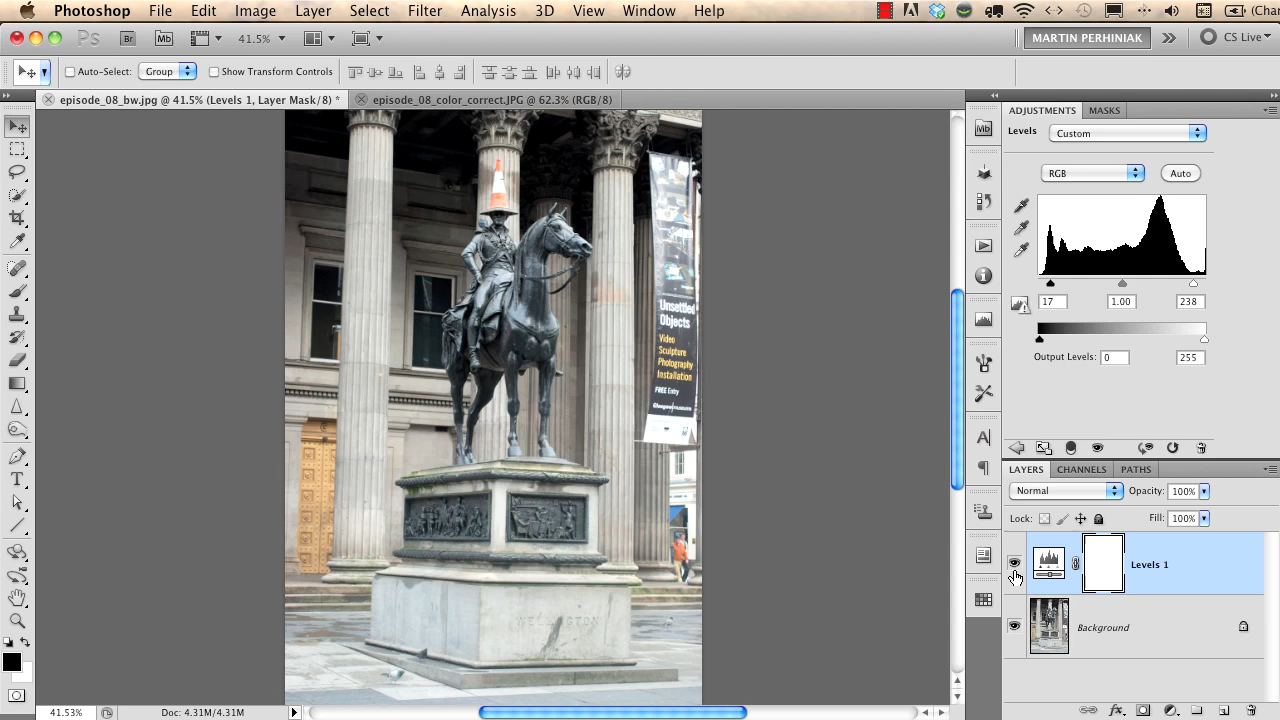 Photoshop File Edit Image Layer Select Filter Analysis 3D View Window Help (Char
Ps Br Mb 41.5% MARTIN PERHINIAK CS Live
Auto-Select: Group Show Transform Controls
episode_08_bw.jpg @ 41.5% (Levels 1, Layer Mask/8) * episode_08_color_correct.JPG @ 62.3% (RGB/8)
ADJUSTMENTS MASKS
Levels Custom
RGB Auto
17 1.00 238
Output Levels: 0 255
Unsettled
Objects
Video
Sculpture
Photography
Installation
FREE Entry
LAYERS CHANNELS PATHS
Normal Opacity: 100%
Lock: Fill: 100%
Levels 1
Background
41.53% Doc: 4.31M/4.31M